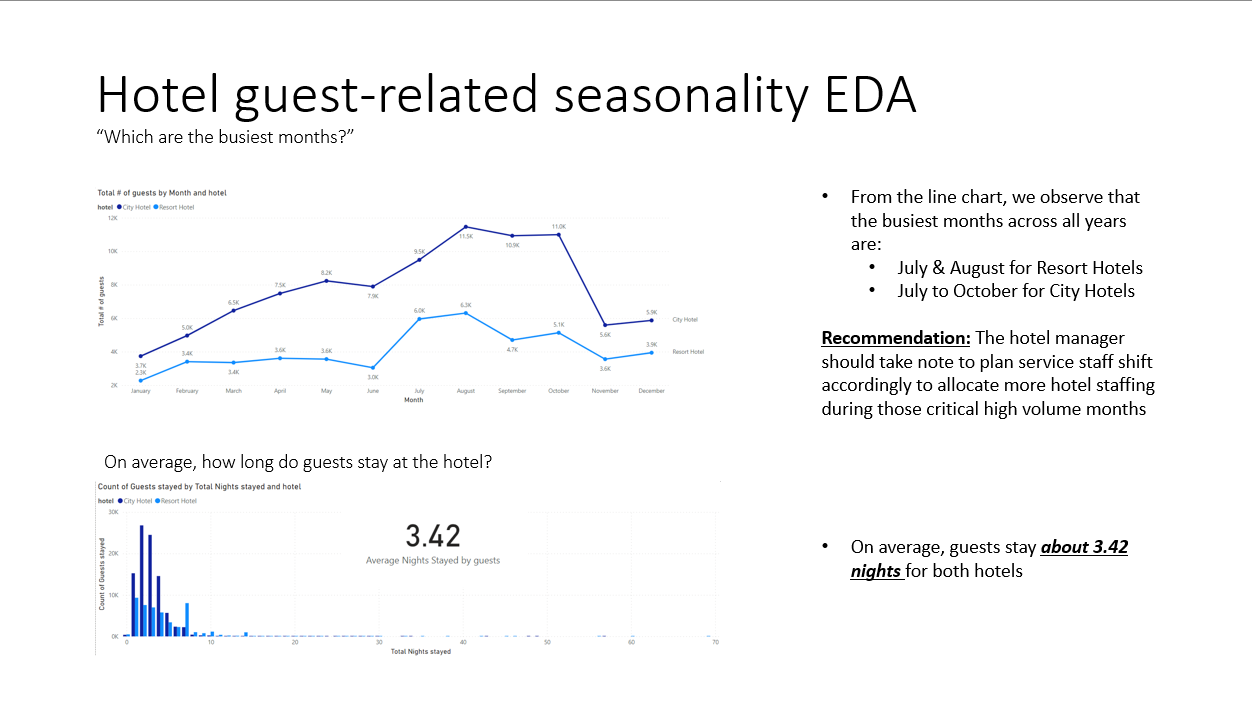 Hotel guest-related seasonality EDA
“Which are the busiest months?”
Total # of guests by Month and hotel
hotel City Hotel Resort Hotel
12K
10K
8K
6K
4K
2K
Total # of guests
3.7K
5.0K
6.5K
7.5K
8.2K
7.9K
9.5K
11.5K
10.9K
11.0K
5.6K
5.9K
City Hotel
2.3K
3.4K
3.4K
3.6K
3.6K
3.0K
6.0K
6.3K
4.7K
5.1K
3.6K
3.9K
Resort Hotel
January February March April May June July August September October November December
Month
• From the line chart, we observe that
the busiest months across all years
are:
• July & August for Resort Hotels
• July to October for City Hotels
Recommendation: The hotel manager
should take note to plan service staff shift
accordingly to allocate more hotel staffing
during those critical high volume months
On average, how long do guests stay at the hotel?
Count of Guests stayed by Total Nights stayed and hotel
hotel City Hotel Resort Hotel
30K
20K
10K
0K
Count of Guests stayed
3.42
Average Nights Stayed by guests
0 10 20 30 40 50 60 70
Total Nights stayed
• On average, guests stay about 3.42
nights for both hotels